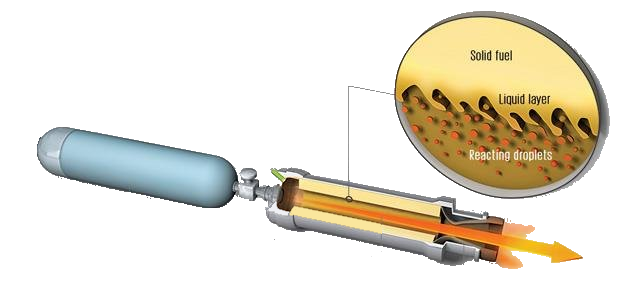 Solid fuel
Liquid layer
Reacting droplets